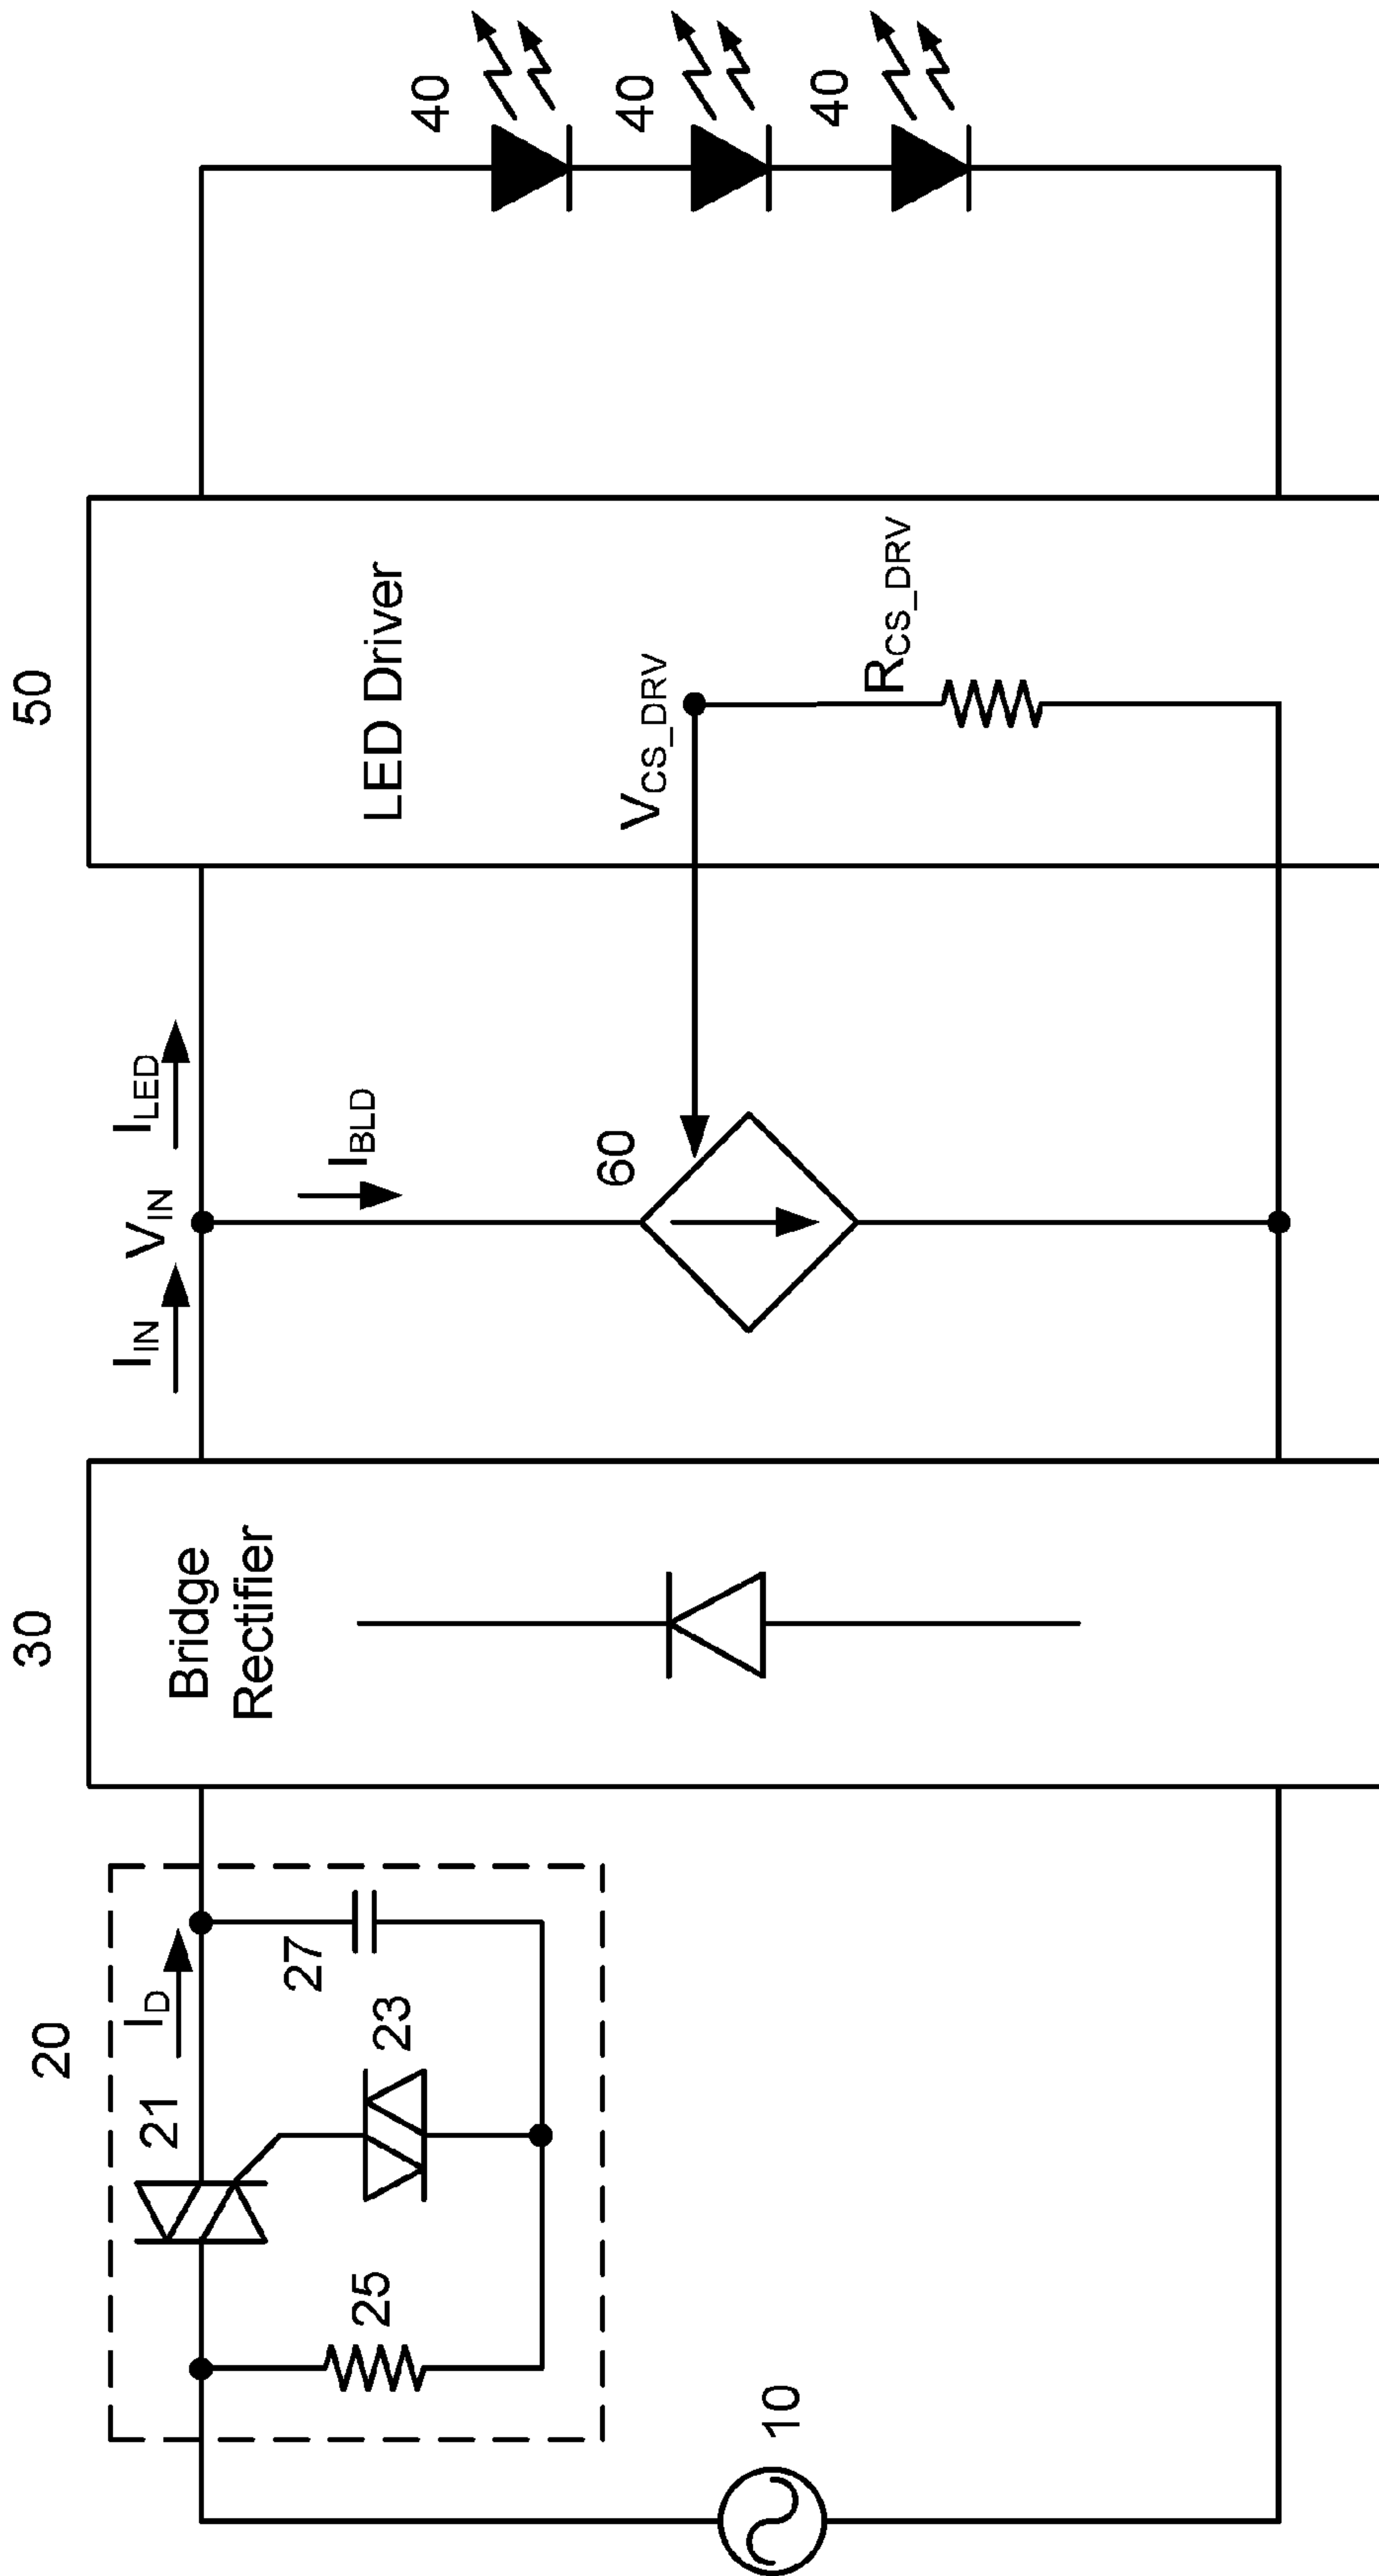 20
30
50
21
I_D
Bridge
Rectifier
I_IN
V_IN
I_LED
LED Driver
40
27
23
25
I_BLD
60
V_CS_DRV
R_CS_DRV
40
40
10